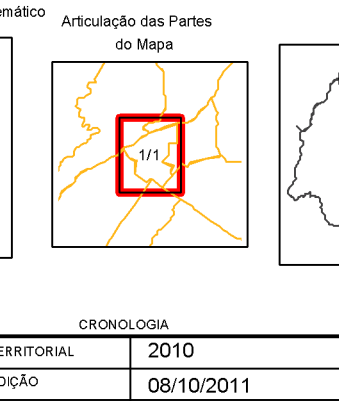 emático
Articulação das Partes
do Mapa
1/1
CRONOLOGIA
ERRITORIAL
2010
DIÇÃO
08/10/2011